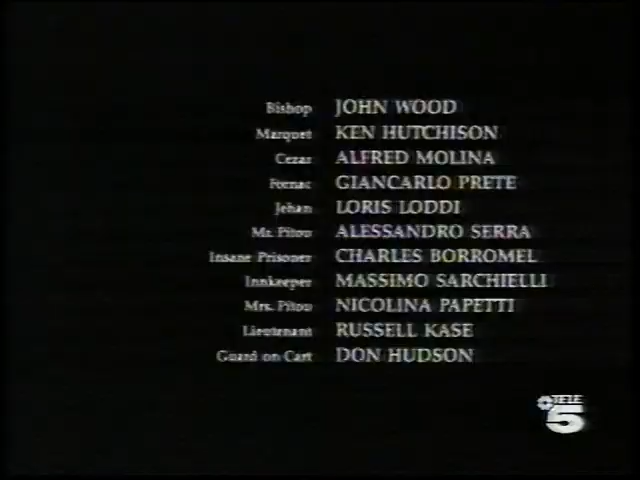 Bishop JOHN WOOD
Marquet KEN HUTCHISON
Cezar ALFRED MOLINA
Fornac GIANCARLO PRETE
Jehan LORIS LODDI
Mr. Pitou ALESSANDRO SERRA
Insane Prisoner CHARLES BORROMEL
Innkeeper MASSIMO SARCHIELLI
Mrs. Pitou NICOLINA PAPETTI
Lieutenant RUSSELL KASE
Guard on Cart DON HUDSON
TELE
5